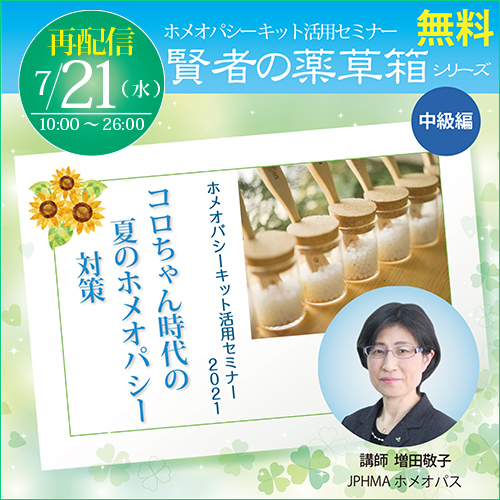 再配信
7/21(水)
10:00～26:00
ホメオパシーキット活用セミナー
無料
賢者の薬草箱シリーズ
中級編
ホメオパシーキット活用セミナー 2021
コロちゃん時代の
夏のホメオパシー
対策
講師 増田敬子
JPHMA ホメオパス